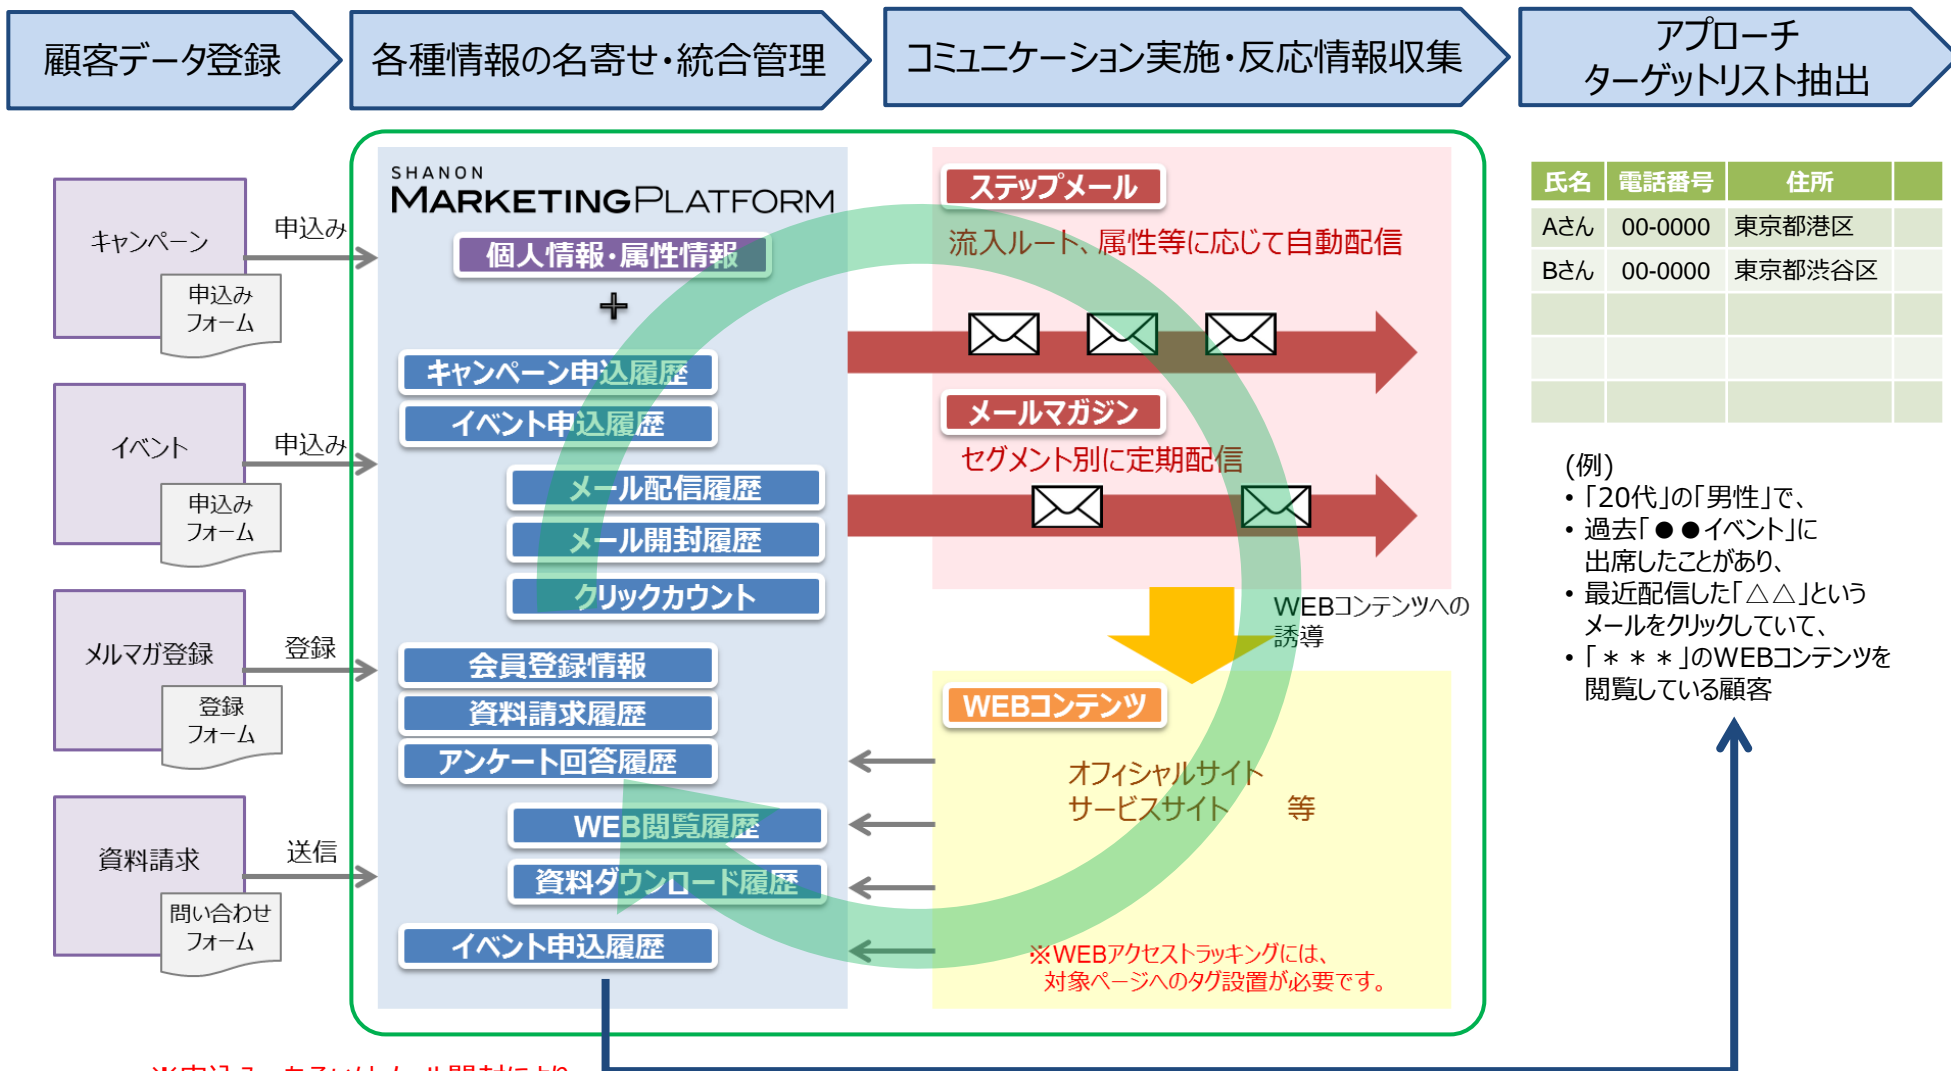 顧客データ登録
各種情報の名寄せ・統合管理
コミュニケーション実施・反応情報収集
アプローチ
ターゲットリスト抽出
キャンペーン
申込み
フォーム
申込み
イベント
申込み
フォーム
申込み
メルマガ登録
登録
フォーム
登録
資料請求
問い合わせ
フォーム
送信
SHANON
MARKETINGPLATFORM
個人情報・属性情報
+
キャンペーン申込履歴
イベント申込履歴
メール配信履歴
メール開封履歴
クリックカウント
会員登録情報
資料請求履歴
アンケート回答履歴
WEB閲覧履歴
資料ダウンロード履歴
イベント申込履歴
ステップメール
流入ルート、属性等に応じて自動配信
メールマガジン
セグメント別に定期配信
WEBコンテンツへの
誘導
WEBコンテンツ
オフィシャルサイト
サービスサイト 等
※WEBアクセストラッキングには、
対象ページへのタグ設置が必要です。
氏名 電話番号 住所
Aさん 00-0000 東京都港区
Bさん 00-0000 東京都渋谷区
(例)
・「20代」の「男性」で、
・過去「●●イベント」に
出席したことがあり、
・最近配信した「△△」という
メールをクリックしていて、
・「＊＊＊」のWEBコンテンツを
閲覧している顧客